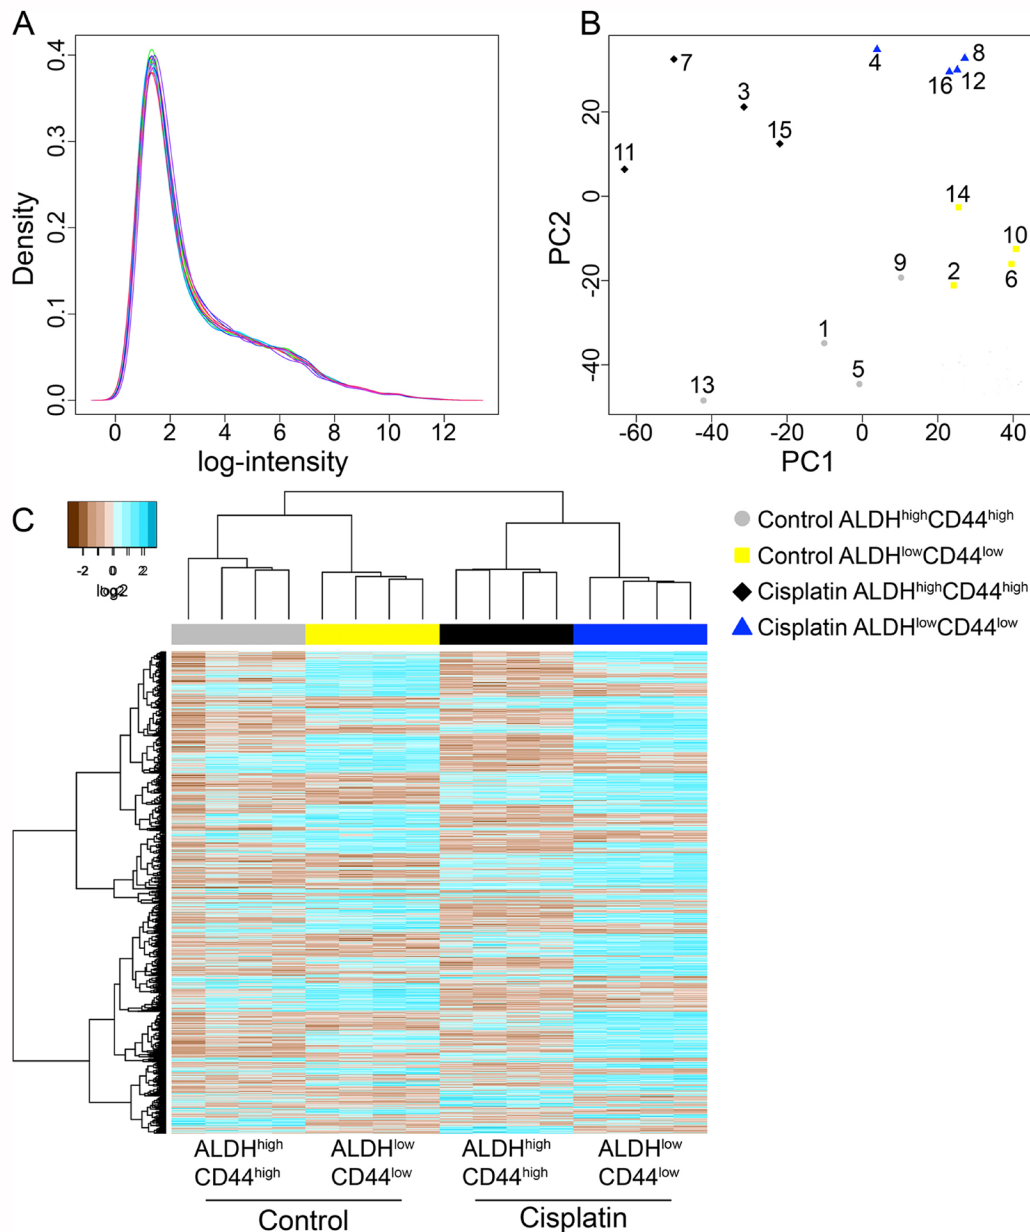 A
0.4
0.3
0.2
0.1
0.0
Density
0 2 4 6 8 10 12
log-intensity
B
20
0
-20
-40
PC2
7
3
15
11
4
8
16
12
14
10
6
2
9
1
5
13
-60 -40 -20 0 20 40
PC1
C
-2 0 2
log2
Control ALDHhighCD44high
Control ALDHlowCD44low
Cisplatin ALDHhighCD44high
Cisplatin ALDHlowCD44low
ALDHhigh ALDHlow ALDHhigh ALDHlow
CD44high CD44low CD44high CD44low
Control Cisplatin